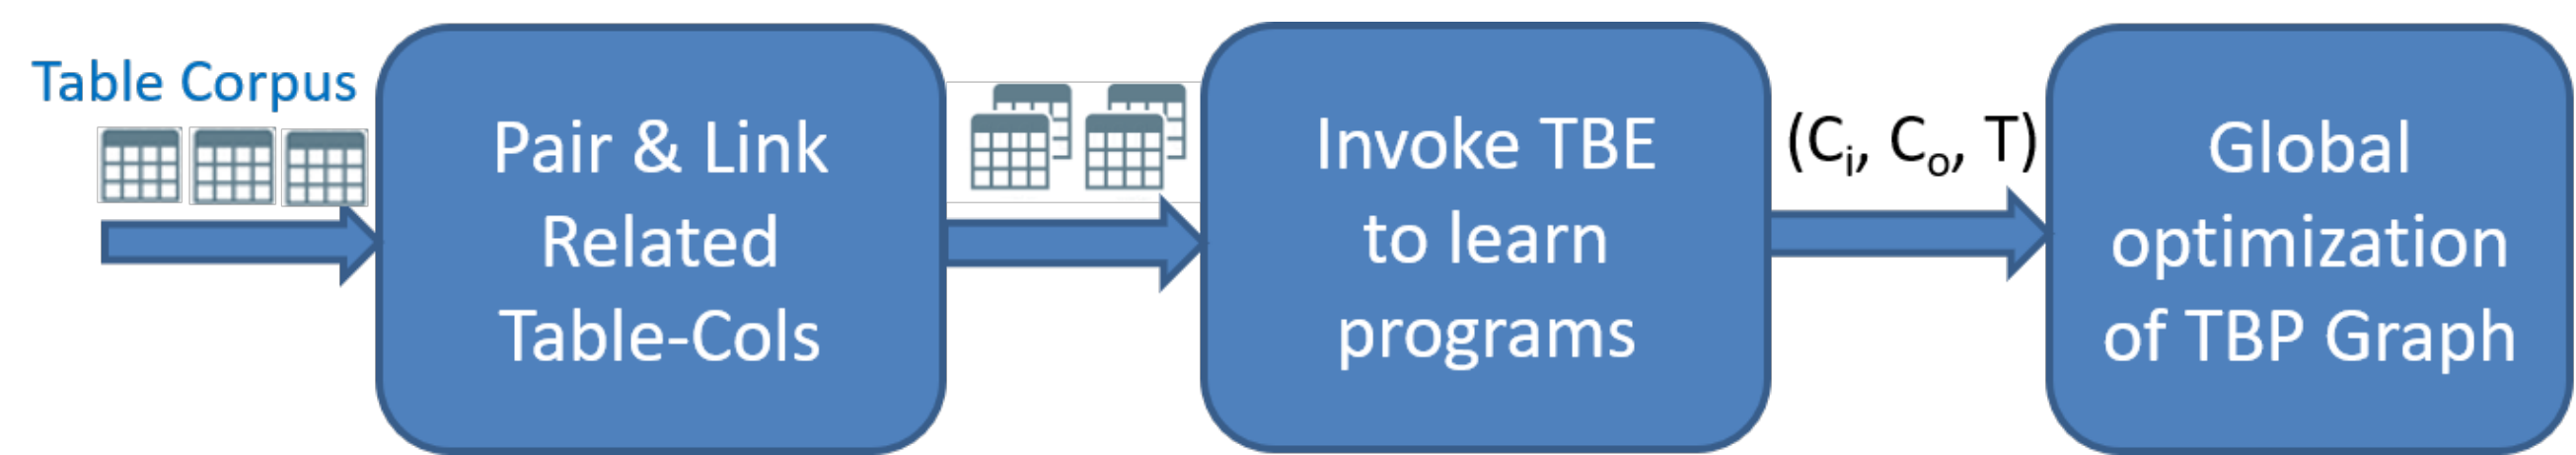 Table Corpus
Pair & Link
Related
Table-Cols
Invoke TBE
to learn
programs
(Ci, Co, T)
Global
optimization
of TBP Graph